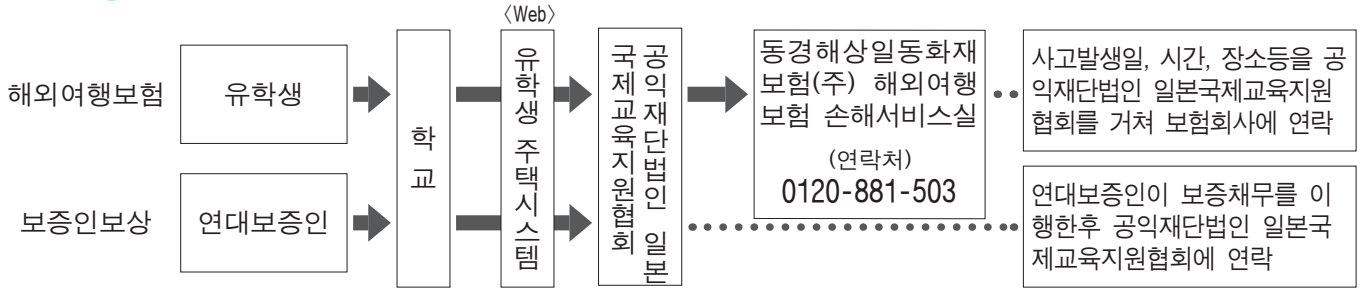 〈Web〉
해외여행보험
유학생
학교
유학생 주택시스템
공익재단법인 일본
국제교육지원협회
동경해상일동화재
보험(주) 해외여행
보험 손해서비스실
(연락처)
0120-881-503
사고발생일, 시간, 장소등을 공
익재단법인 일본국제교육지원
협회를 거쳐 보험회사에 연락
보증인보상
연대보증인
연대보증인이 보증채무를 이
행한후 공익재단법인 일본국
제교육지원협회에 연락